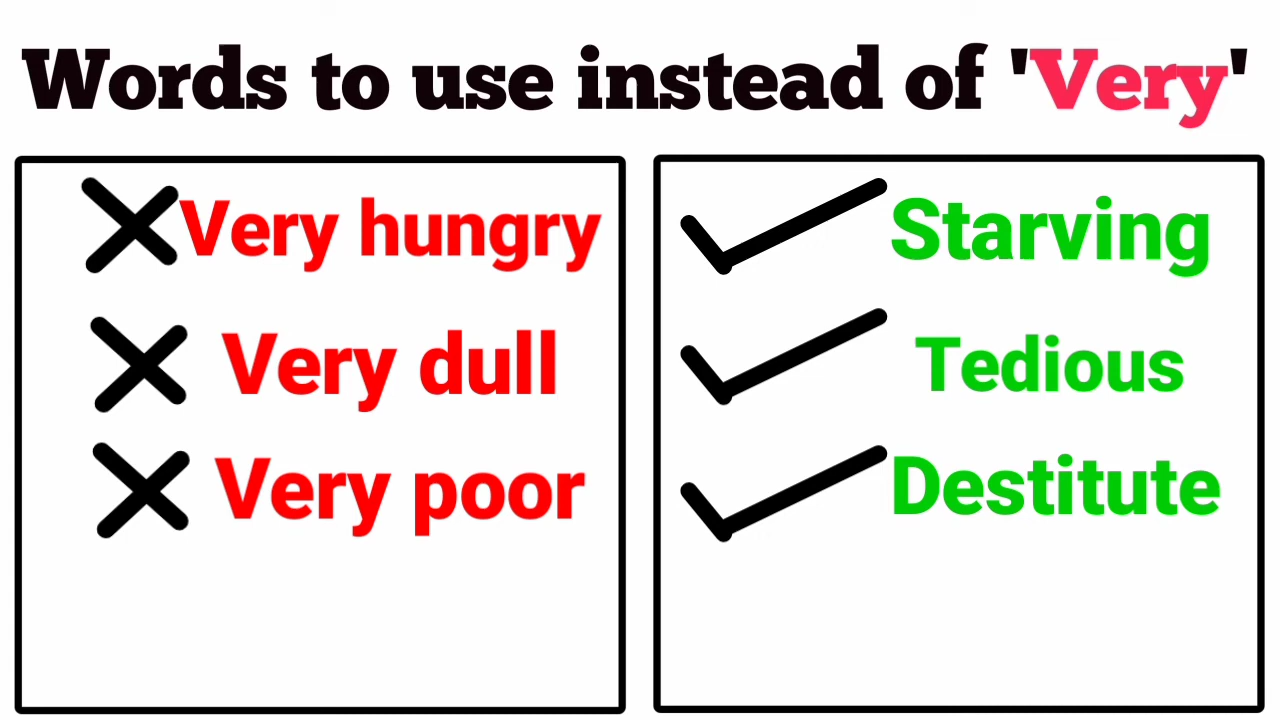 Words to use instead of 'Very'
Very hungry
Starving
Very dull
Tedious
Very poor
Destitute